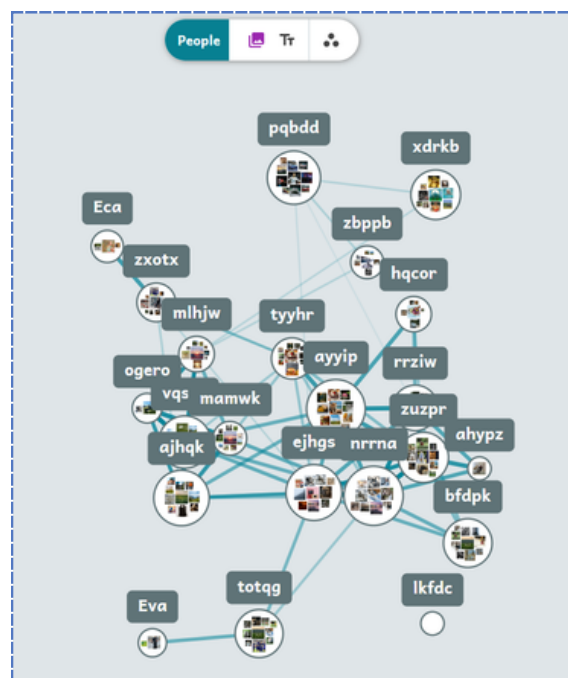 People Tт
pqbdd
xdrkb
Eca
zbppb
zxotx
hqcor
mlhjw
tyyhr
ayyip
rrziw
ogero
vqs
mamwk
zuzpr
ajhqk
ejhgs
nrrna
ahypz
bfdpk
totqg
lkfdc
Eva